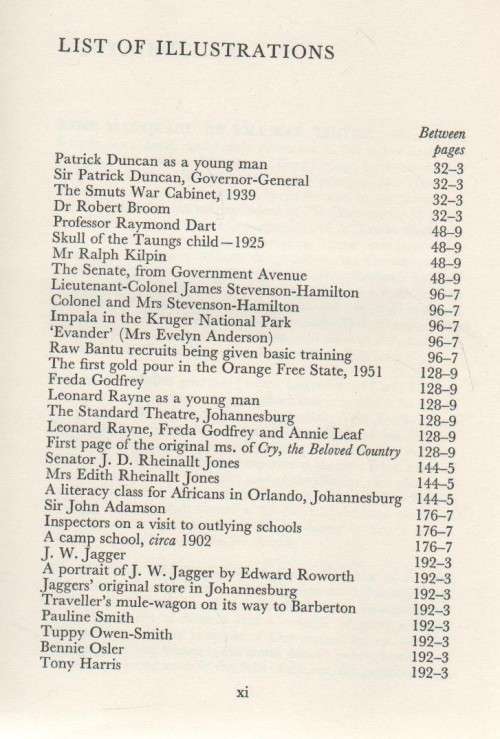 LIST OF ILLUSTRATIONS
Between
pages
Patrick Duncan as a young man 32–3
Sir Patrick Duncan, Governor-General 32–3
The Smuts War Cabinet, 1939 32–3
Dr Robert Broom 32–3
Professor Raymond Dart 48–9
Skull of the Taungs child—1925 48–9
Mr Ralph Kilpin 48–9
The Senate, from Government Avenue 48–9
Lieutenant-Colonel James Stevenson-Hamilton 96–7
Colonel and Mrs Stevenson-Hamilton 96–7
Impala in the Kruger National Park 96–7
'Evander' (Mrs Evelyn Anderson) 96–7
Raw Bantu recruits being given basic training 96–7
The first gold pour in the Orange Free State, 1951 128–9
Freda Godfrey 128–9
Leonard Rayne as a young man 128–9
The Standard Theatre, Johannesburg 128–9
Leonard Rayne, Freda Godfrey and Annie Leaf 128–9
First page of the original ms. of Cry, the Beloved Country 128–9
Senator J. D. Rheinallt Jones 144–5
Mrs Edith Rheinallt Jones 144–5
A literacy class for Africans in Orlando, Johannesburg 144–5
Sir John Adamson 176–7
Inspectors on a visit to outlying schools 176–7
A camp school, circa 1902 176–7
J. W. Jagger 192–3
A portrait of J. W. Jagger by Edward Roworth 192–3
Jaggers' original store in Johannesburg 192–3
Traveller's mule-wagon on its way to Barberton 192–3
Pauline Smith 192–3
Tuppy Owen-Smith 192–3
Bennie Osler 192–3
Tony Harris 192–3
xi